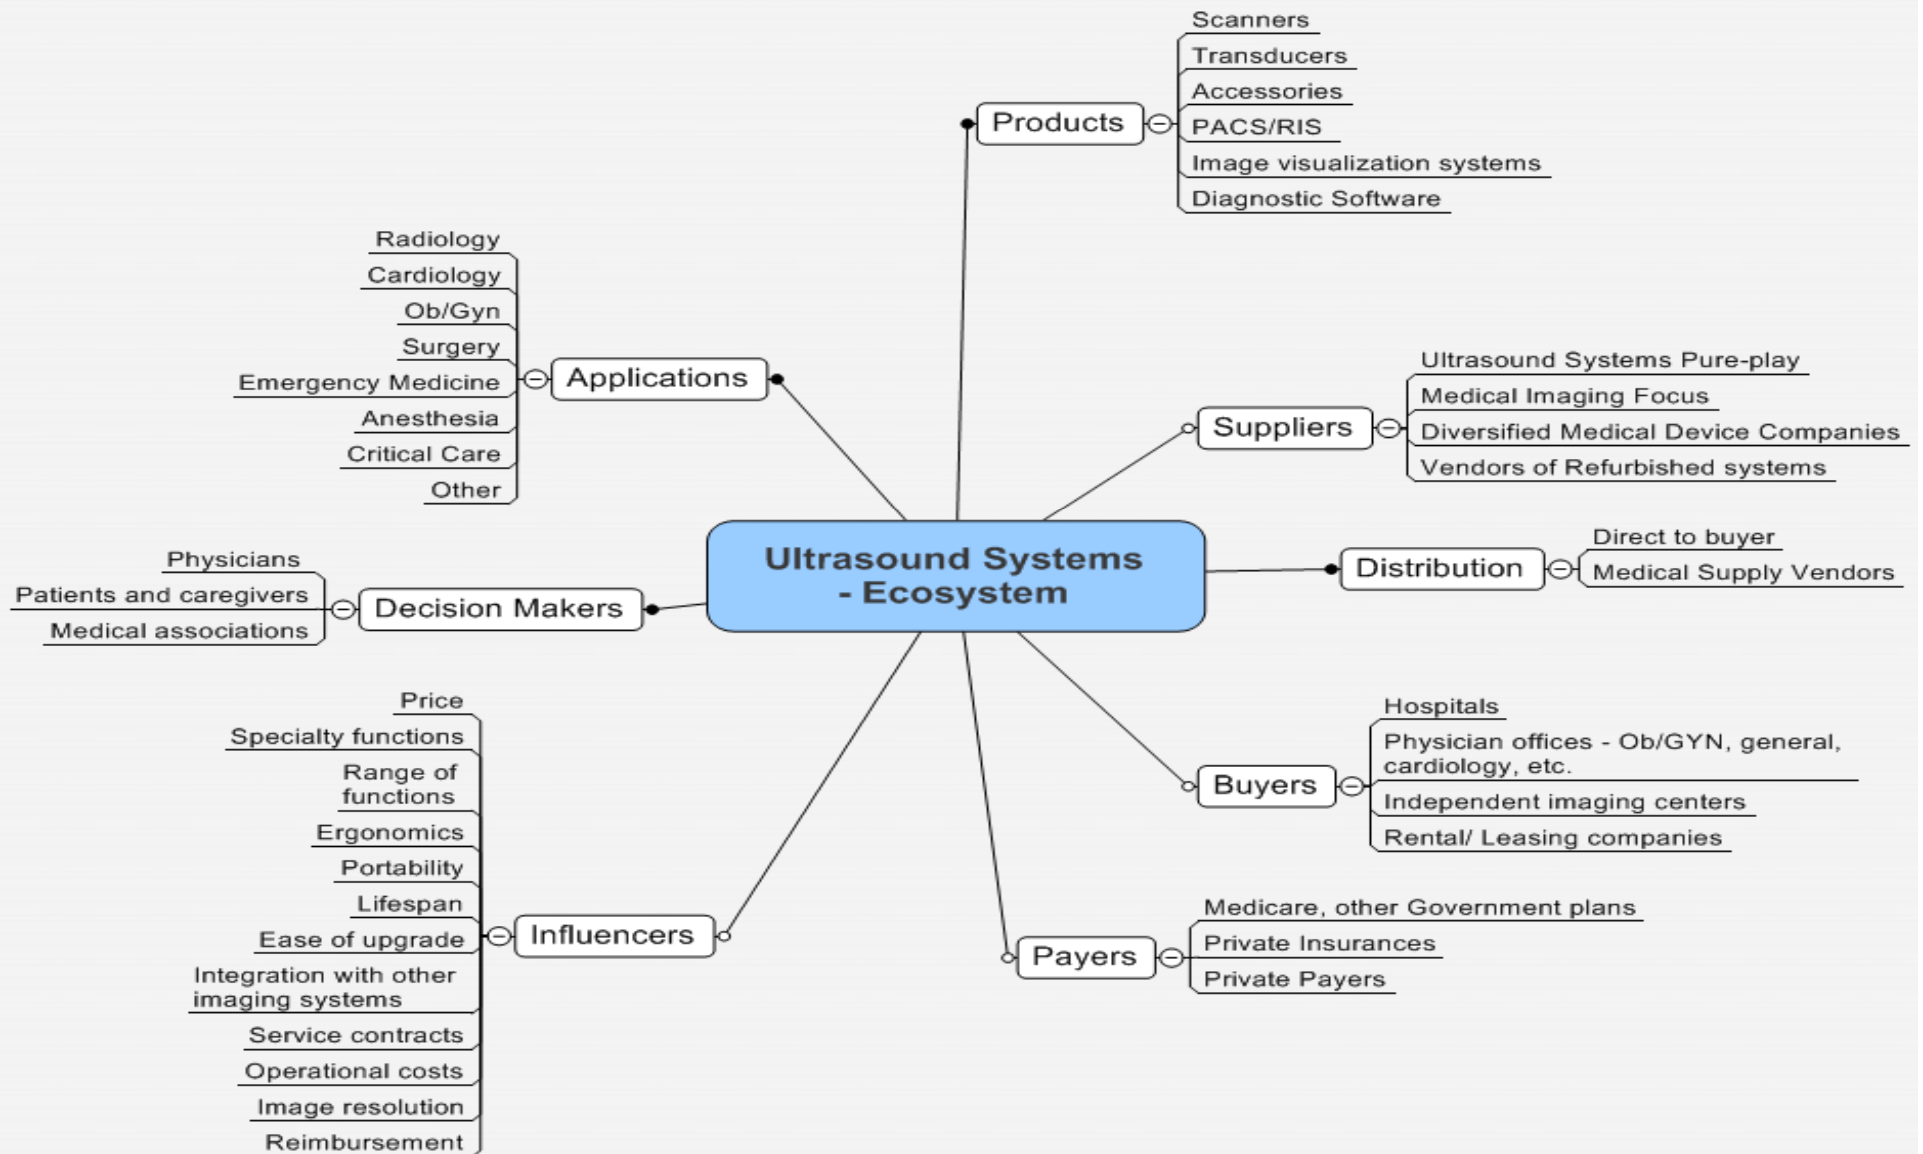 Ultrasound Systems
- Ecosystem
Products
Scanners
Transducers
Accessories
PACS/RIS
Image visualization systems
Diagnostic Software
Suppliers
Ultrasound Systems Pure-play
Medical Imaging Focus
Diversified Medical Device Companies
Vendors of Refurbished systems
Distribution
Direct to buyer
Medical Supply Vendors
Buyers
Hospitals
Physician offices - Ob/GYN, general,
cardiology, etc.
Independent imaging centers
Rental/ Leasing companies
Payers
Medicare, other Government plans
Private Insurances
Private Payers
Applications
Radiology
Cardiology
Ob/Gyn
Surgery
Emergency Medicine
Anesthesia
Critical Care
Other
Decision Makers
Physicians
Patients and caregivers
Medical associations
Influencers
Price
Specialty functions
Range of
functions
Ergonomics
Portability
Lifespan
Ease of upgrade
Integration with other
imaging systems
Service contracts
Operational costs
Image resolution
Reimbursement